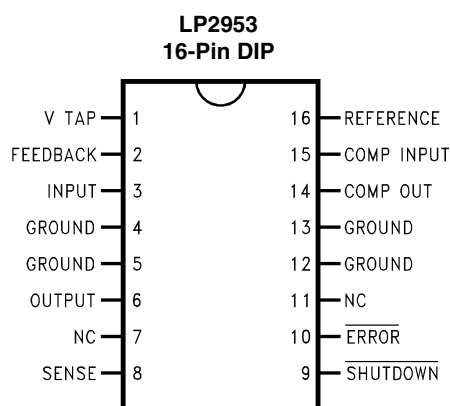 LP2953
16-Pin DIP
V TAP 1 16 REFERENCE
FEEDBACK 2 15 COMP INPUT
INPUT 3 14 COMP OUT
GROUND 4 13 GROUND
GROUND 5 12 GROUND
OUTPUT 6 11 NC
NC 7 10 ERROR
SENSE 8 9 SHUTDOWN